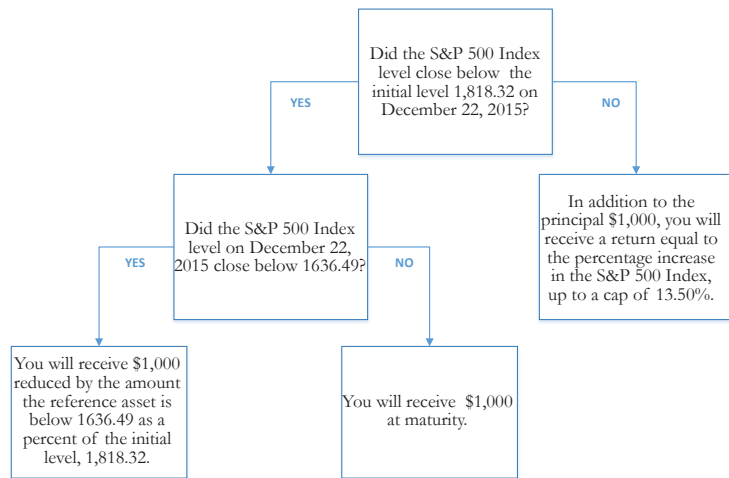 Did the S&P 500 Index
level close below the
initial level 1,818.32 on
December 22, 2015?
YES
NO
Did the S&P 500 Index
level on December 22,
2015 close below 1636.49?
YES
NO
In addition to the
principal $1,000, you will
receive a return equal to
the percentage increase
in the S&P 500 Index,
up to a cap of 13.50%.
You will receive $1,000
reduced by the amount
the reference asset is
below 1636.49 as a
percent of the initial
level, 1,818.32.
You will receive $1,000
at maturity.